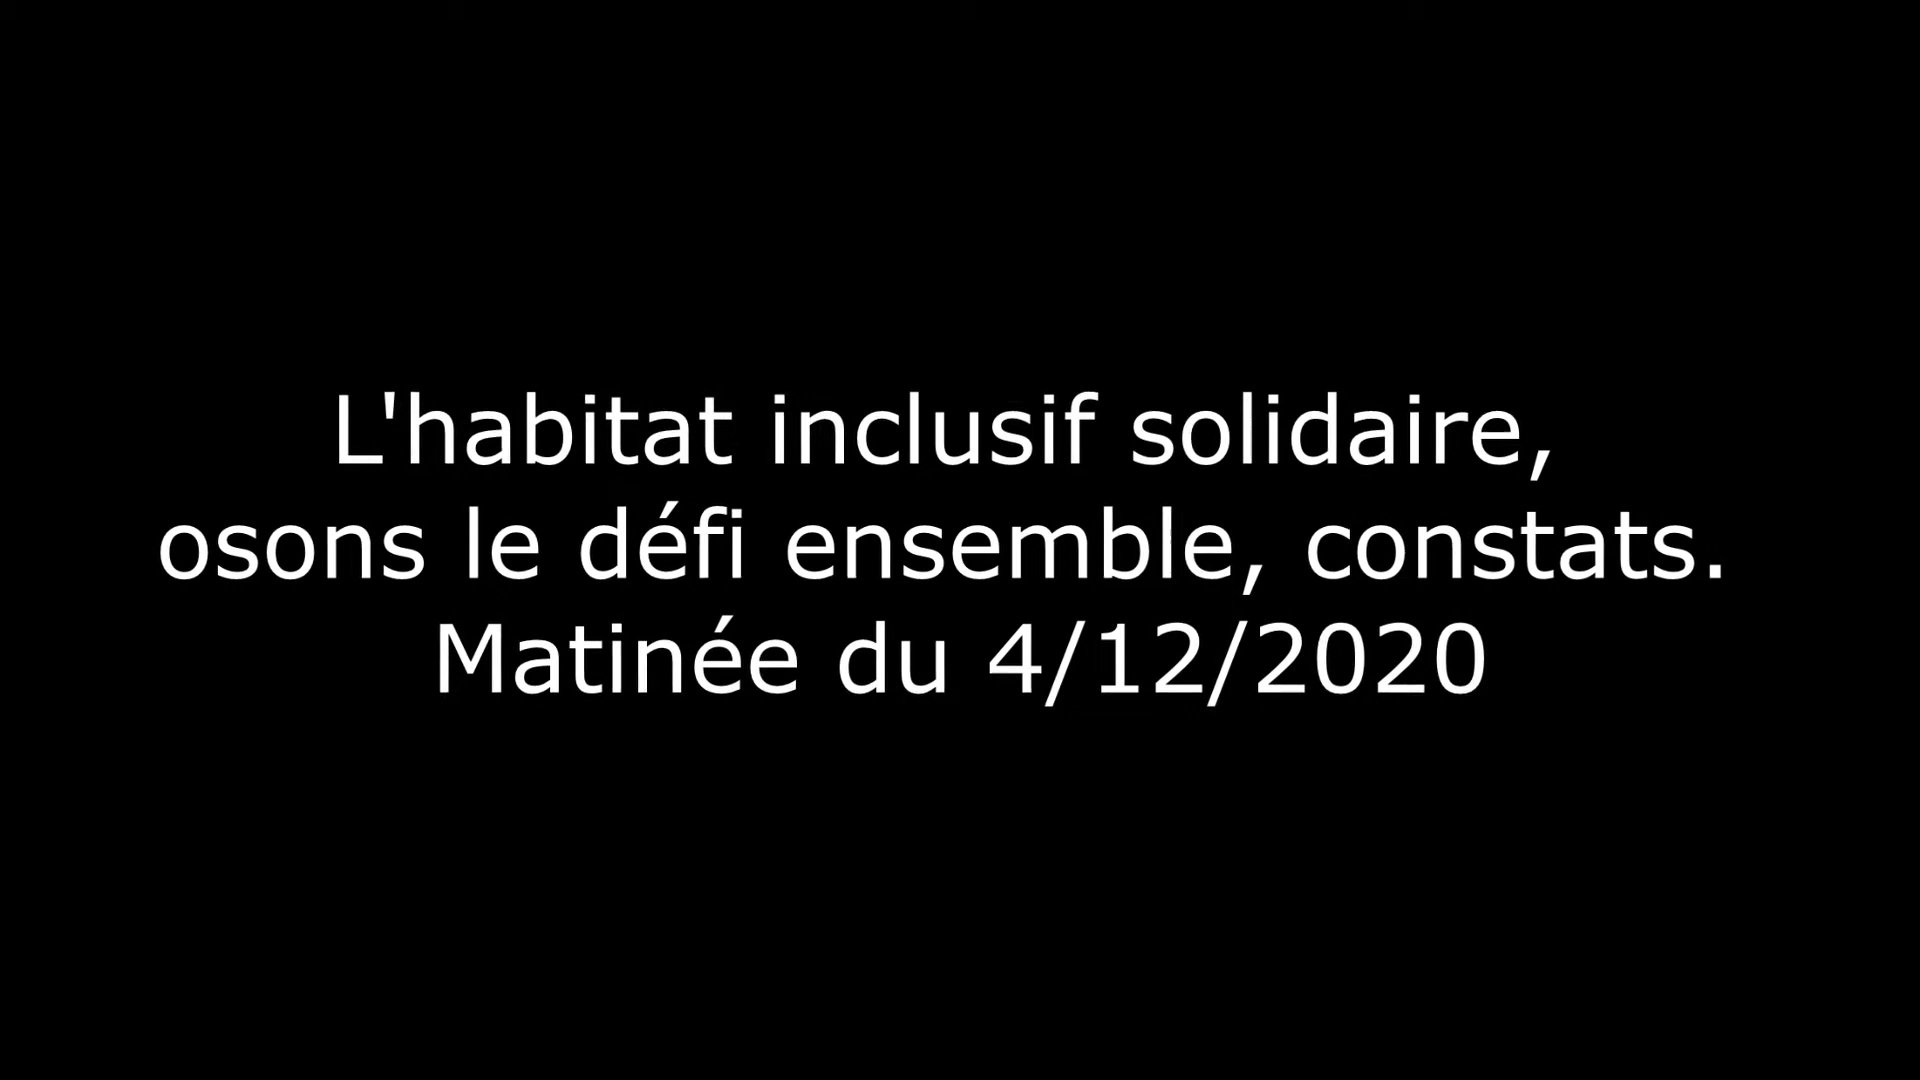 L'habitat inclusif solidaire,
osons le défi ensemble, constats.
Matinée du 4/12/2020